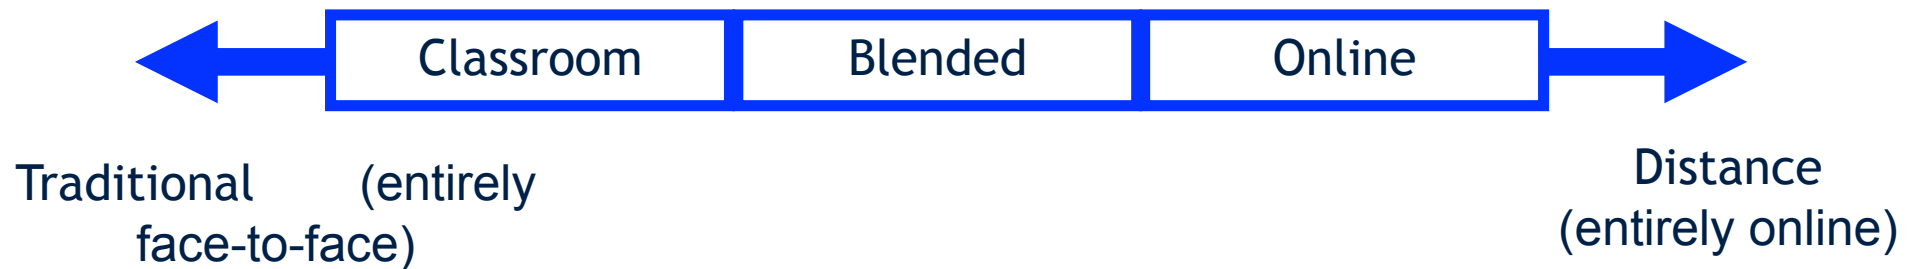 Classroom
Blended
Online
Traditional (entirely
face-to-face)
Distance
(entirely online)